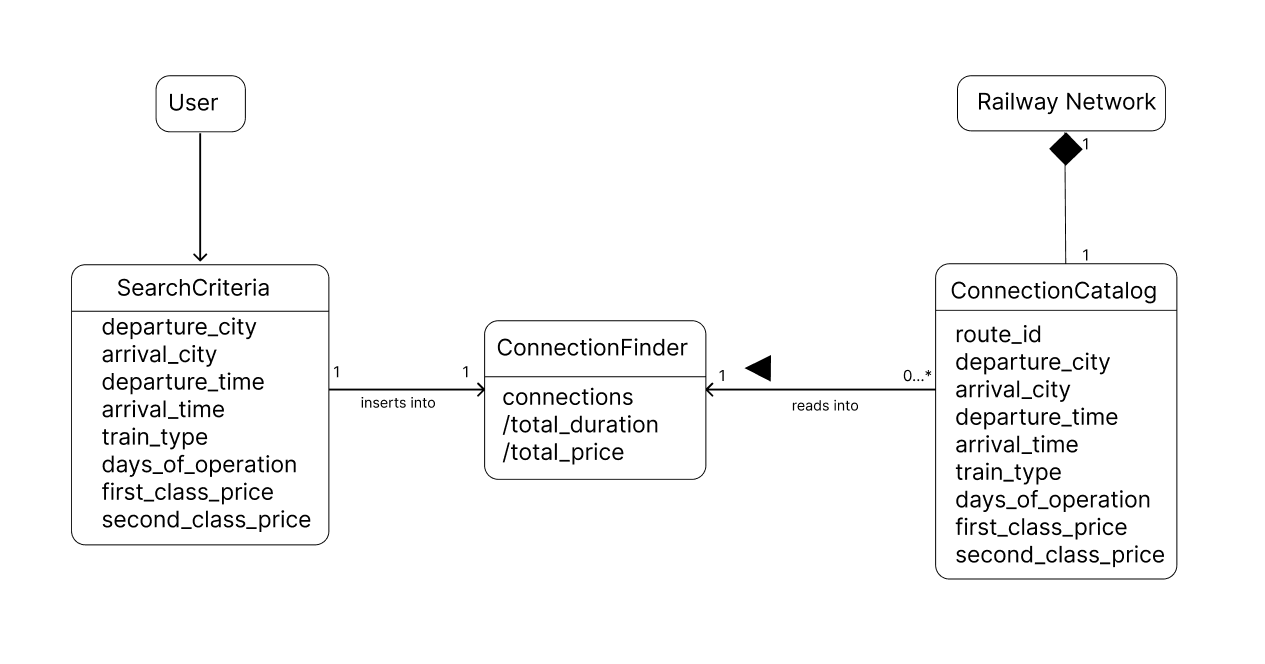 User
Railway Network
1
1
SearchCriteria
departure_city
arrival_city
departure_time
arrival_time
train_type
days_of_operation
first_class_price
second_class_price
1
1
inserts into
ConnectionFinder
connections
/total_duration
/total_price
1
0...*
reads into
ConnectionCatalog
route_id
departure_city
arrival_city
departure_time
arrival_time
train_type
days_of_operation
first_class_price
second_class_price